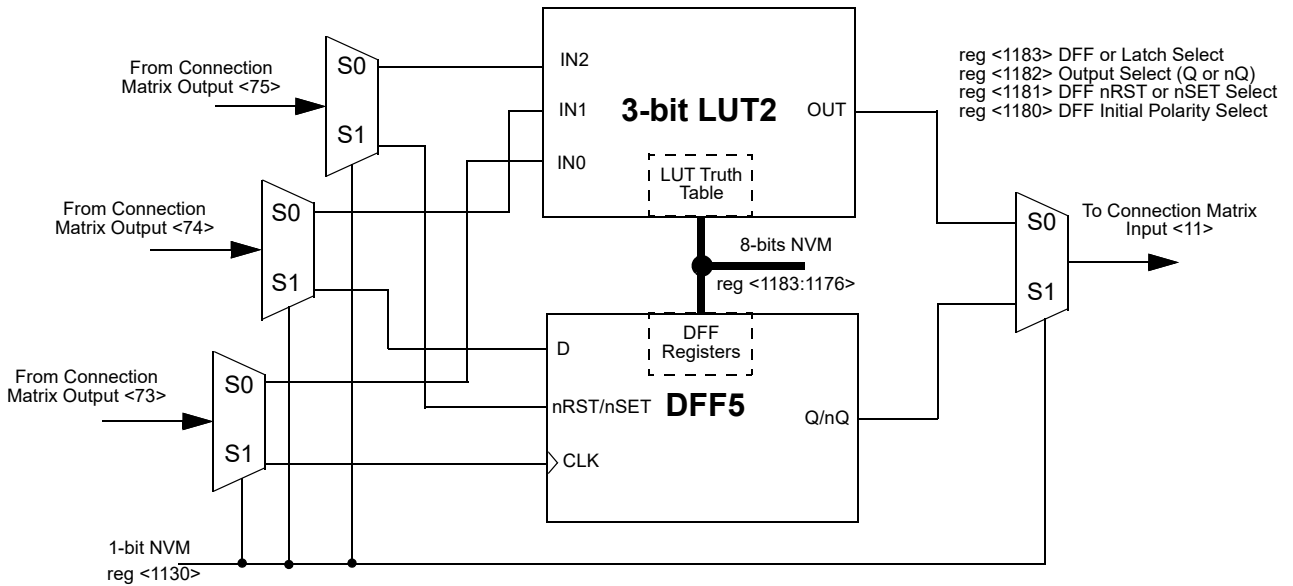 From Connection
Matrix Output <75>
S0
S1
IN2
IN1
IN0
3-bit LUT2
OUT
LUT Truth
Table
reg <1183> DFF or Latch Select
reg <1182> Output Select (Q or nQ)
reg <1181> DFF nRST or nSET Select
reg <1180> DFF Initial Polarity Select
From Connection
Matrix Output <74>
S0
S1
8-bits NVM
reg <1183:1176>
S0
S1
To Connection Matrix
Input <11>
From Connection
Matrix Output <73>
S0
S1
DFF
Registers
D
nRST/nSET
DFF5
CLK
Q/nQ
1-bit NVM
reg <1130>